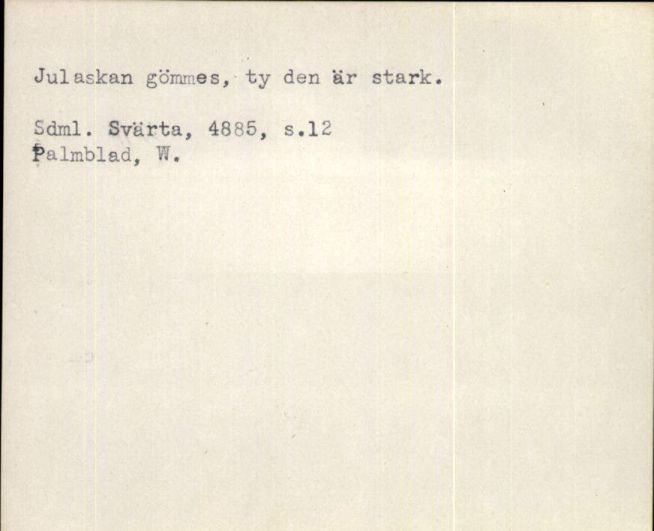 Julaskan gömmes, ty den är stark.
Sdml. Svärta, 4885, s.12
Palmblad, W.